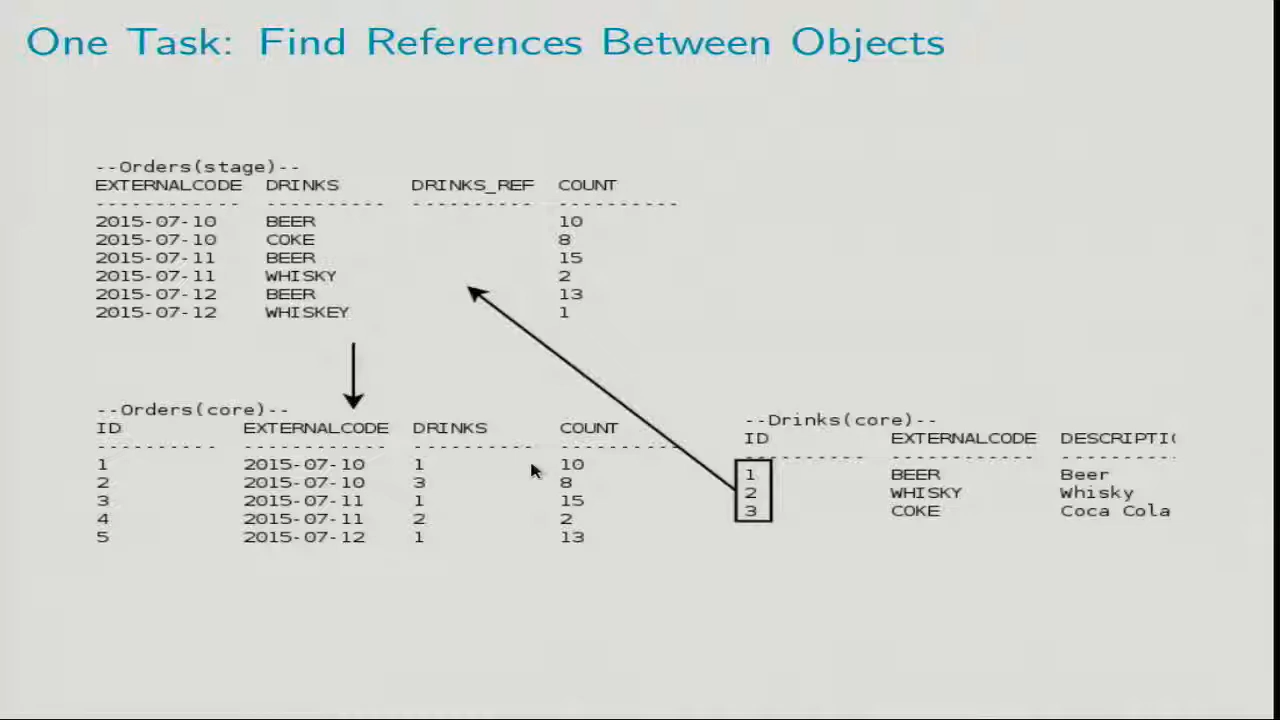 One Task: Find References Between Objects
--Orders(stage)--
EXTERNALCODE DRINKS DRINKS_REF COUNT
------------ ---------- ---------- ----------
2015-07-10 BEER 10
2015-07-10 COKE 8
2015-07-11 BEER 15
2015-07-11 WHISKY 2
2015-07-12 BEER 13
2015-07-12 WHISKEY 1
--Orders(core)--
ID EXTERNALCODE DRINKS COUNT
---------- ------------ ---------- ----------
1 2015-07-10 1 10
2 2015-07-10 3 8
3 2015-07-11 1 15
4 2015-07-11 2 2
5 2015-07-12 1 13
--Drinks(core)--
ID EXTERNALCODE DESCRIPTI
---------- ------------ ----------
1 BEER Beer
2 WHISKY Whisky
3 COKE Coca Cola